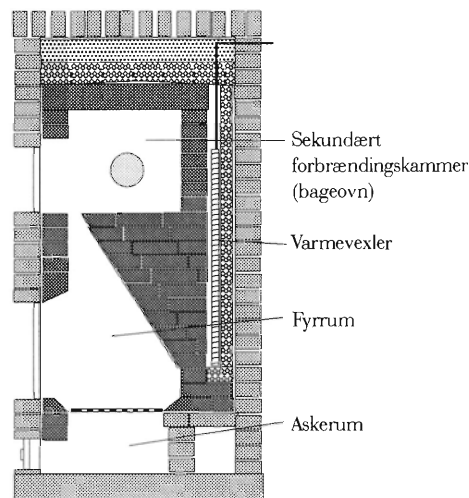 Sekundært
forbrændingskammer
(bageovn)
Varmevexler
Fyrrum
Askerum